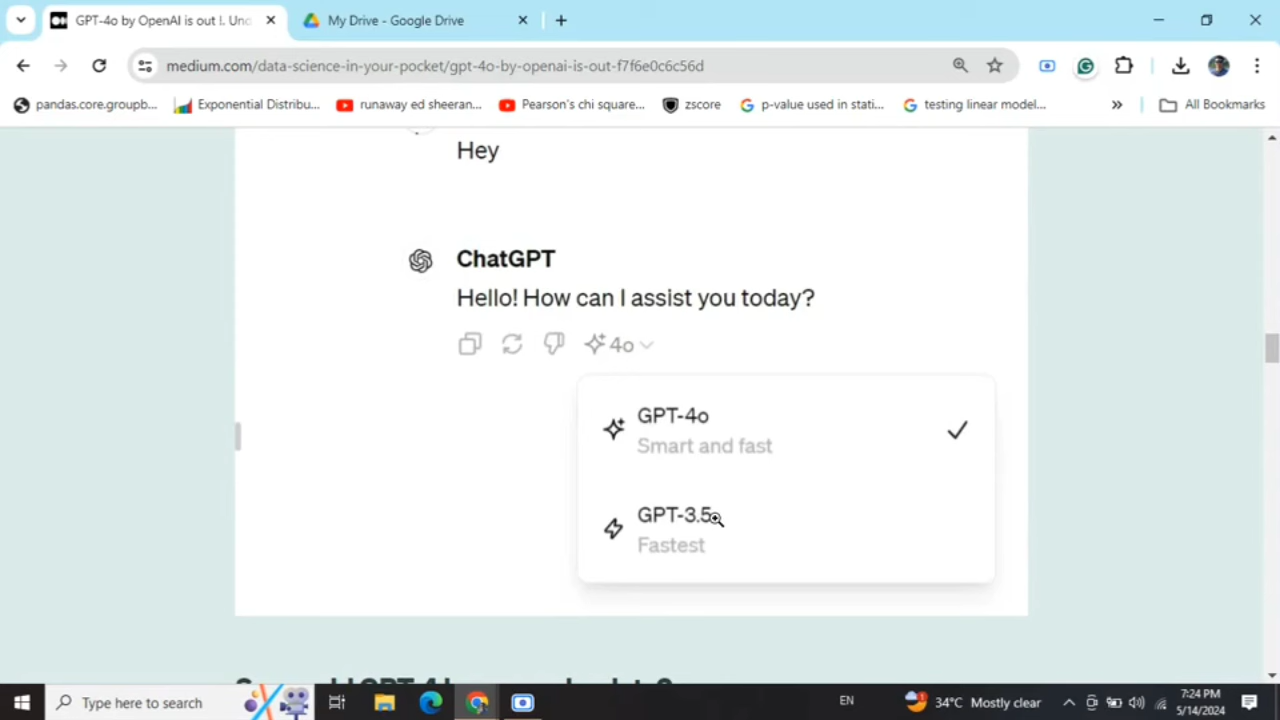 GPT-4o by OpenAI is out !. Uno
My Drive - Google Drive
medium.com/data-science-in-your-pocket/gpt-4o-by-openai-is-out-f7f6e0c6c56d
pandas.core.groupb...
Exponential Distribu...
runaway ed sheeran...
Pearson's chi square...
zscore
p-value used in stati...
testing linear model...
»
All Bookmarks
Hey
ChatGPT
Hello! How can I assist you today?
4o
GPT-4o
Smart and fast
GPT-3.5
Fastest
Type here to search
EN
34°C Mostly clear
7:24 PM
5/14/2024